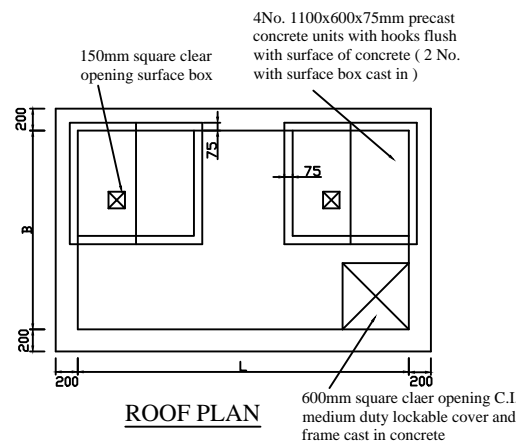 4No. 1100x600x75mm precast
concrete units with hooks flush
with surface of concrete ( 2 No.
with surface box cast in )
150mm square clear
opening surface box
200
75
75
B
200
200
L
200
ROOF PLAN
600mm square claer opening C.I.
medium duty lockable cover and
frame cast in concrete